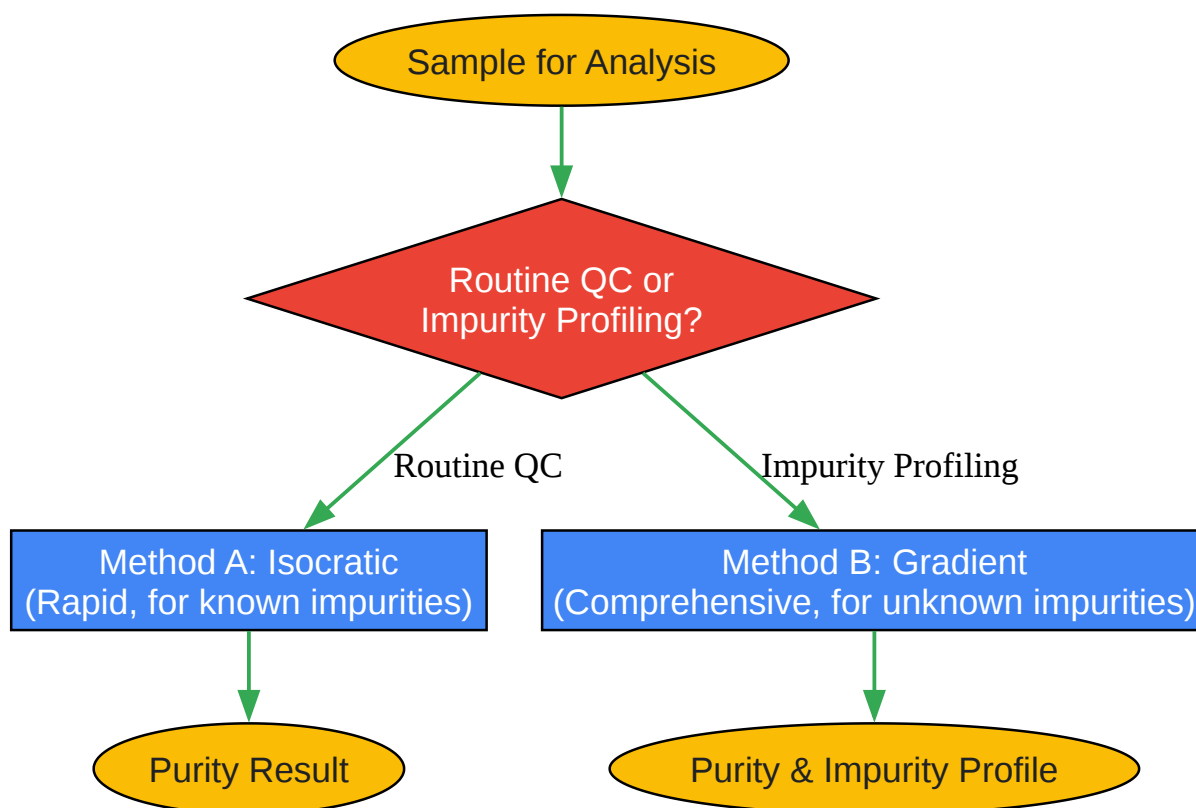 Sample for Analysis
Routine QC or
Impurity Profiling?
Routine QC
Impurity Profiling
Method A: Isocratic
(Rapid, for known impurities)
Method B: Gradient
(Comprehensive, for unknown impurities)
Purity Result
Purity & Impurity Profile